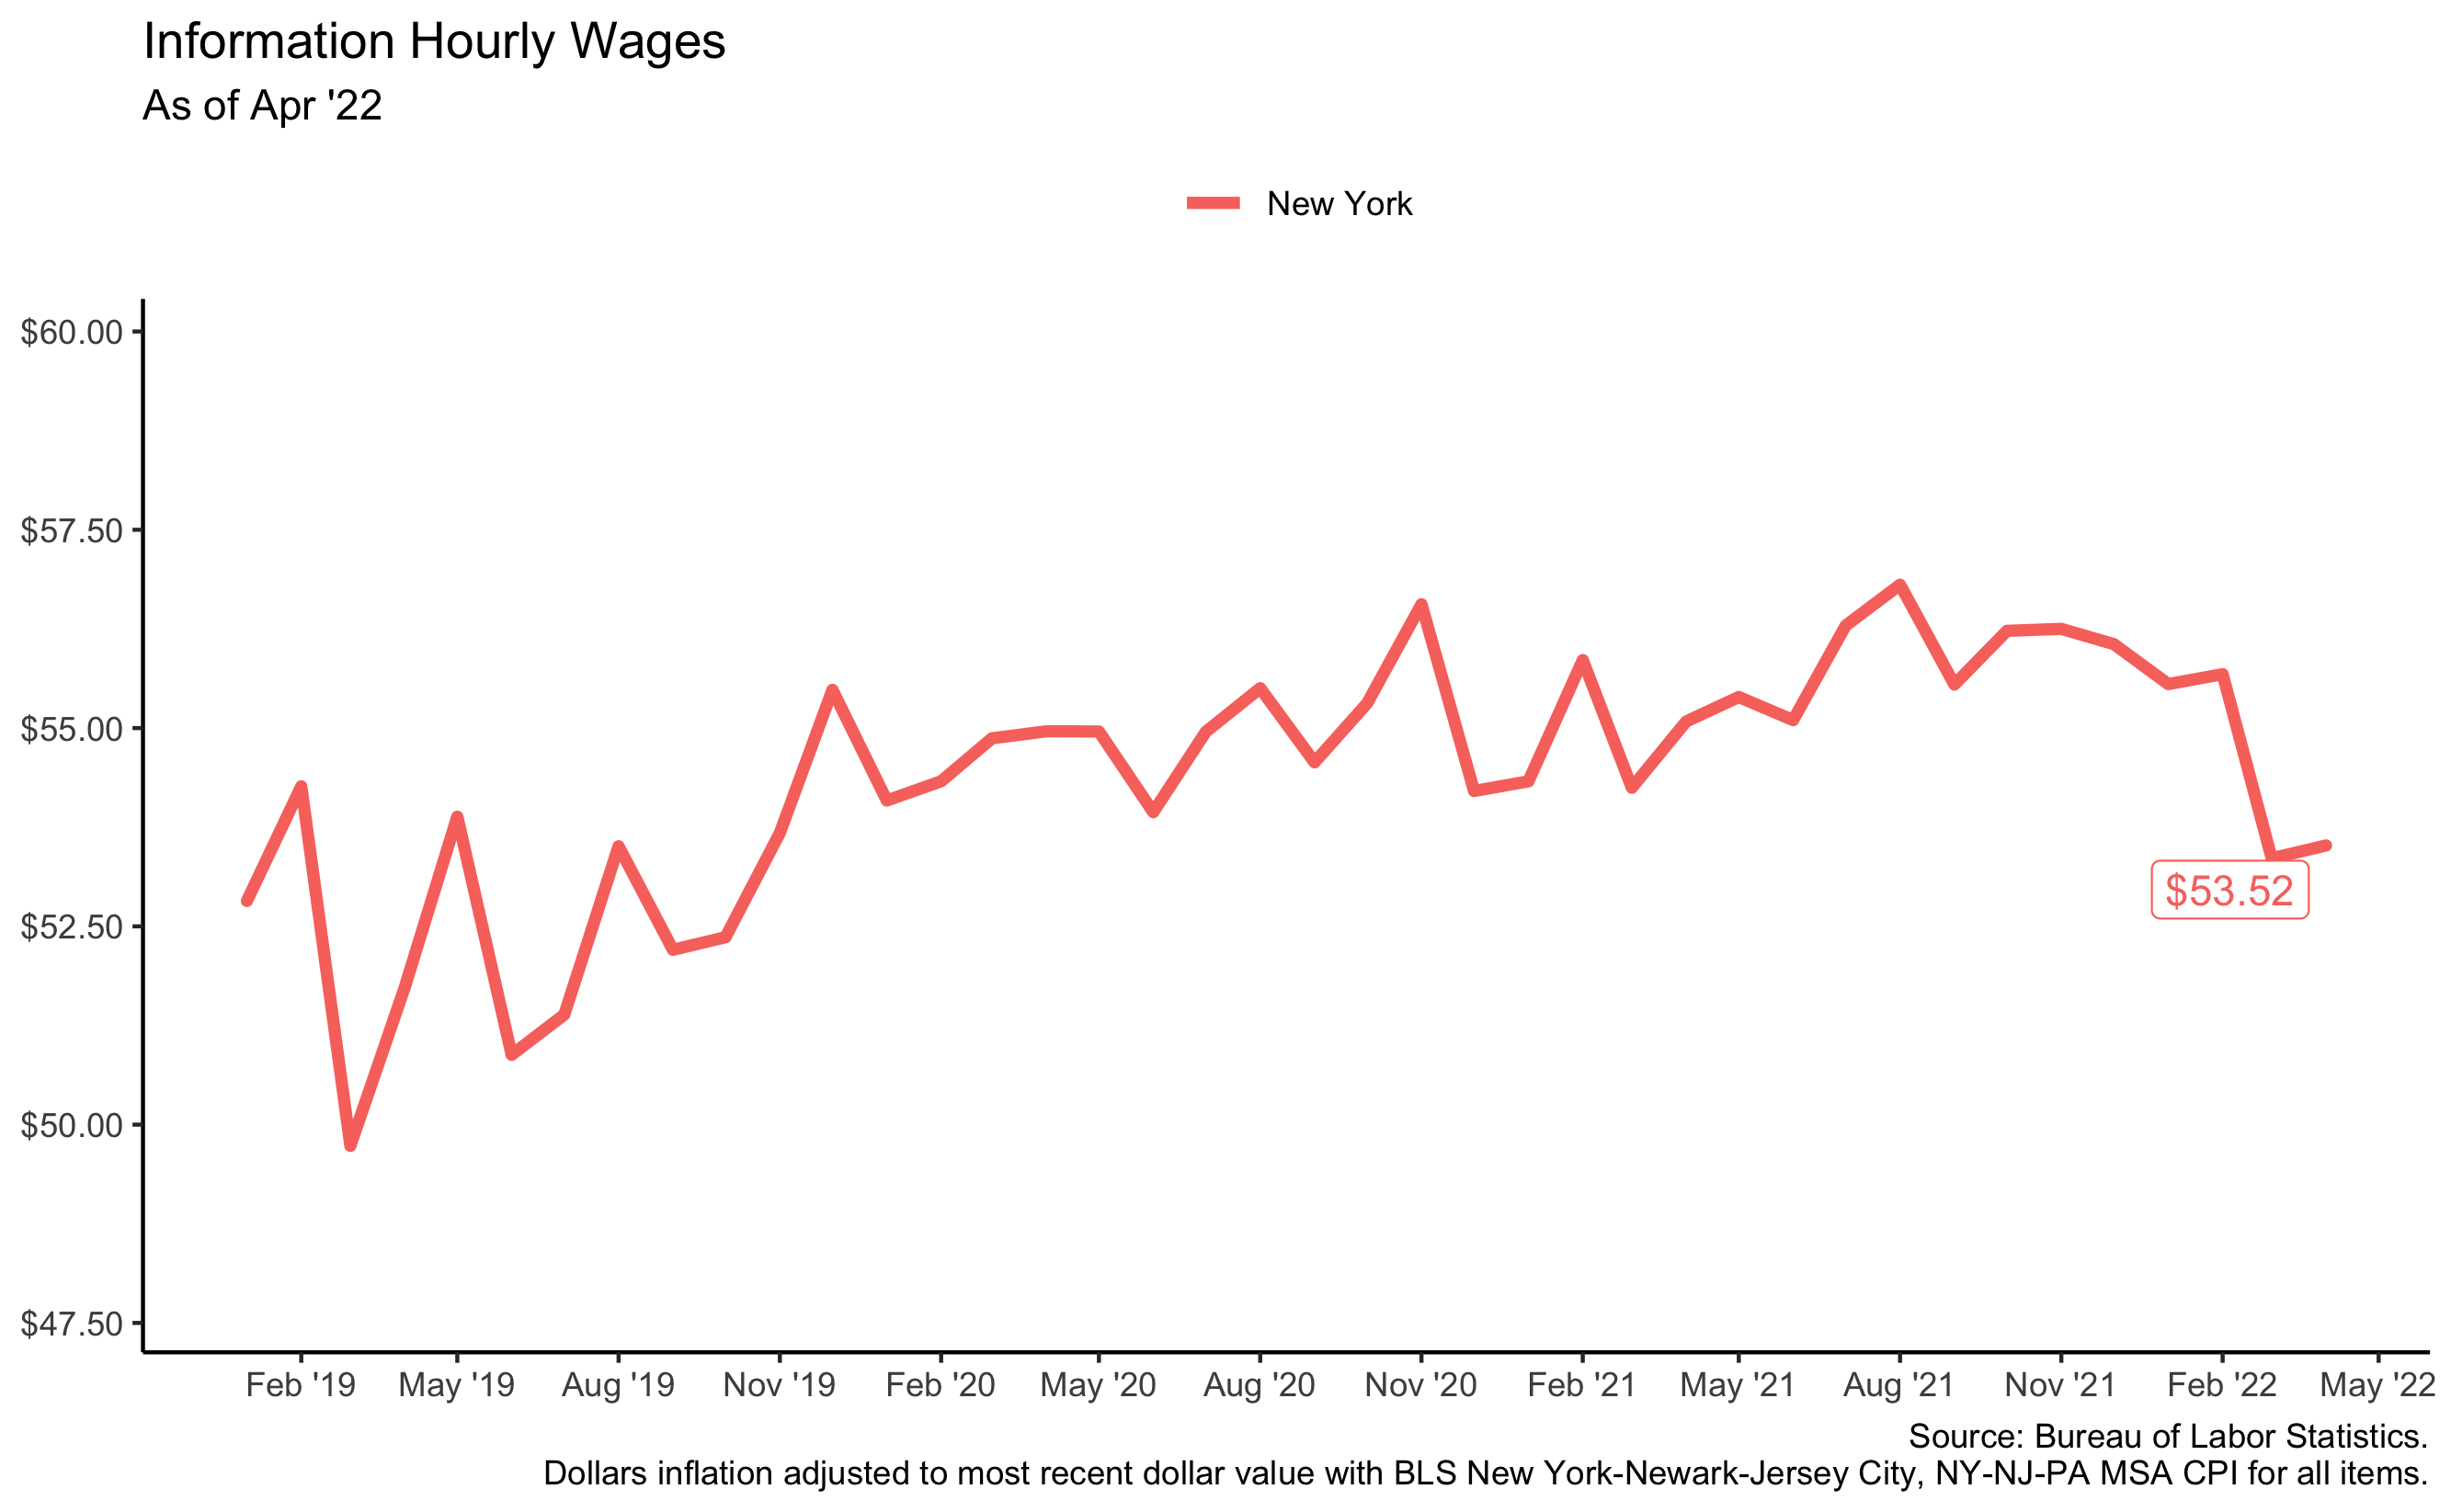 Information Hourly Wages
As of Apr '22
New York
$60.00
$57.50
$55.00
$52.50
$50.00
$47.50
$53.52
Feb '19 May '19 Aug '19 Nov '19 Feb '20 May '20 Aug '20 Nov '20 Feb '21 May '21 Aug '21 Nov '21 Feb '22 May '22
Source: Bureau of Labor Statistics.
Dollars inflation adjusted to most recent dollar value with BLS New York-Newark-Jersey City, NY-NJ-PA MSA CPI for all items.